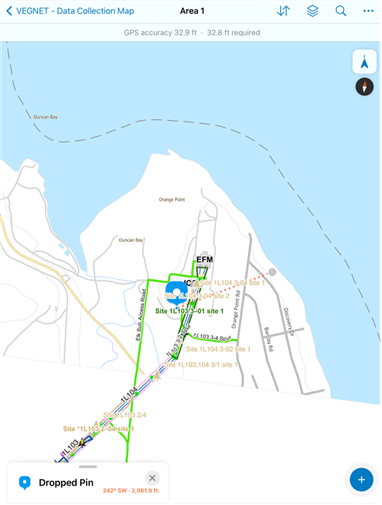 VEGNET - Data Collection Map
Area 1
GPS accuracy 32.9 ft · 32.8 ft required
Duncan Bay
Orange Point
Duncan Bay
EFM
Site 1L104 3-04 site 1
site 2
Site 1L103 3-01 site 1
Elk Sub Access Road
Orange Point Rd
Discovery Dr
Barclay Rd
1L103 3-4 Spur
Site 1L104 3-02 site 1
Site 1L103,104 3/1 site 1
1L104
Site 1L103 2/4
Site *1L103 2-04 site 1
1L103
Dropped Pin
242° SW · 2,061.9 ft.